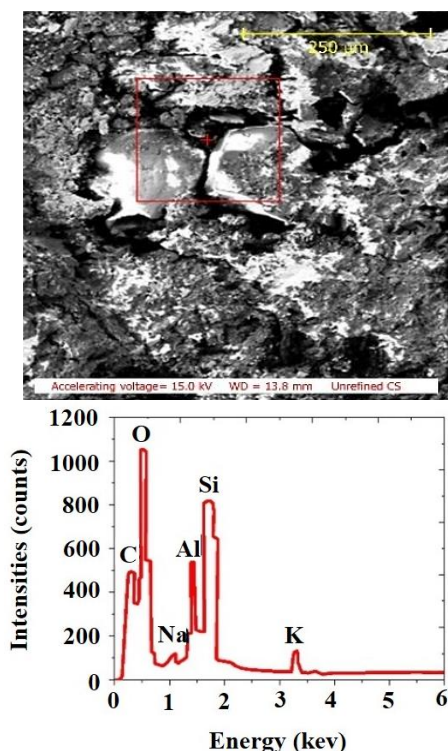 250 µm
Accelerating voltage= 15.0 kV WD = 13.8 mm Unrefined CS
1200
1000
800
600
400
200
0
Intensities (counts)
C
O
Na
Al
Si
K
0 1 2 3 4 5 6
Energy (kev)